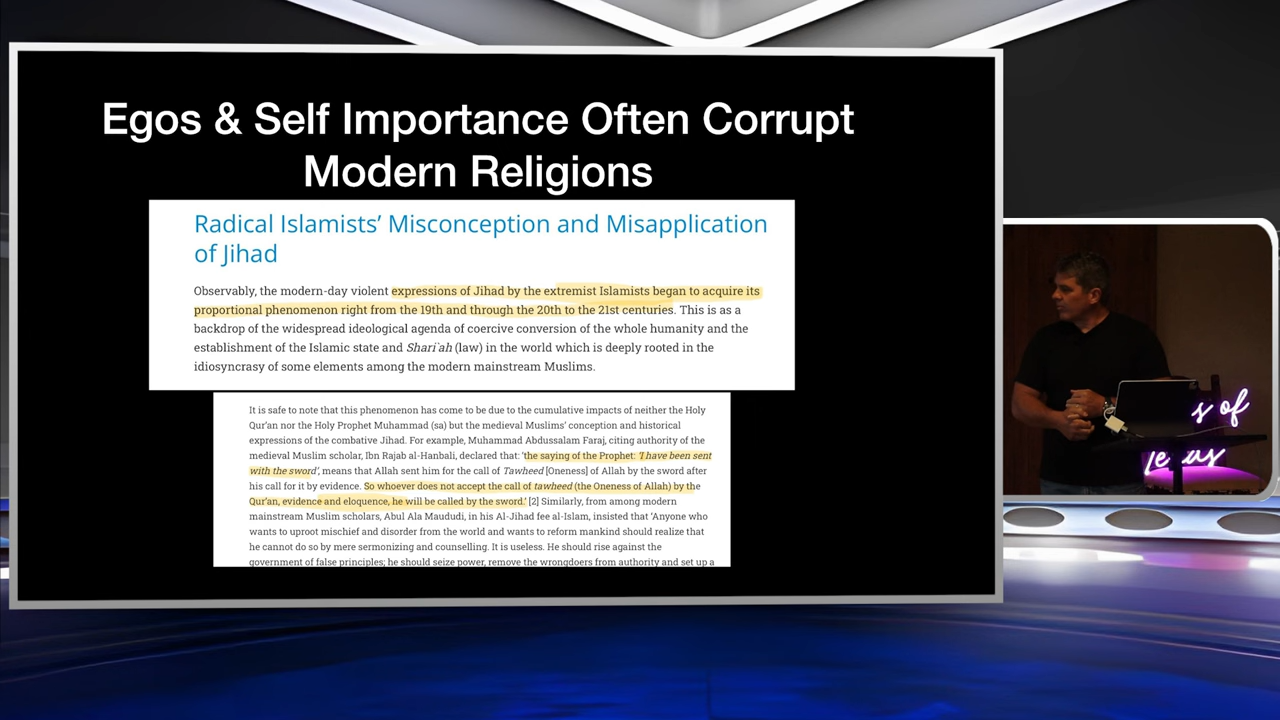 Egos & Self Importance Often Corrupt
Modern Religions
Radical Islamists’ Misconception and Misapplication
of Jihad
Observably, the modern-day violent expressions of Jihad by the extremist Islamists began to acquire its
proportional phenomenon right from the 19th and through the 20th to the 21st centuries. This is as a
backdrop of the widespread ideological agenda of coercive conversion of the whole humanity and the
establishment of the Islamic state and Shari`ah (law) in the world which is deeply rooted in the
idiosyncrasy of some elements among the modern mainstream Muslims.
It is safe to note that this phenomenon has come to be due to the cumulative impacts of neither the Holy
Qur’an nor the Holy Prophet Muhammad (sa) but the medieval Muslims’ conception and historical
expressions of the combative Jihad. For example, Muhammad Abdussalam Faraj, citing authority of the
medieval Muslim scholar, Ibn Rajab al-Hanbali, declared that: ‘the saying of the Prophet: ‘I have been sent
with the sword’, means that Allah sent him for the call of Tawheed [Oneness] of Allah by the sword after
his call for it by evidence. So whoever does not accept the call of tawheed (the Oneness of Allah) by the
Qur’an, evidence and eloquence, he will be called by the sword.’ [2] Similarly, from among modern
mainstream Muslim scholars, Abul Ala Maududi, in his Al-Jihad fee al-Islam, insisted that ‘Anyone who
wants to uproot mischief and disorder from the world and wants to reform mankind should realize that
he cannot do so by mere sermonizing and counselling. It is useless. He should rise against the
government of false principles; he should seize power, remove the wrongdoers from authority and set up a
s of
Jesus